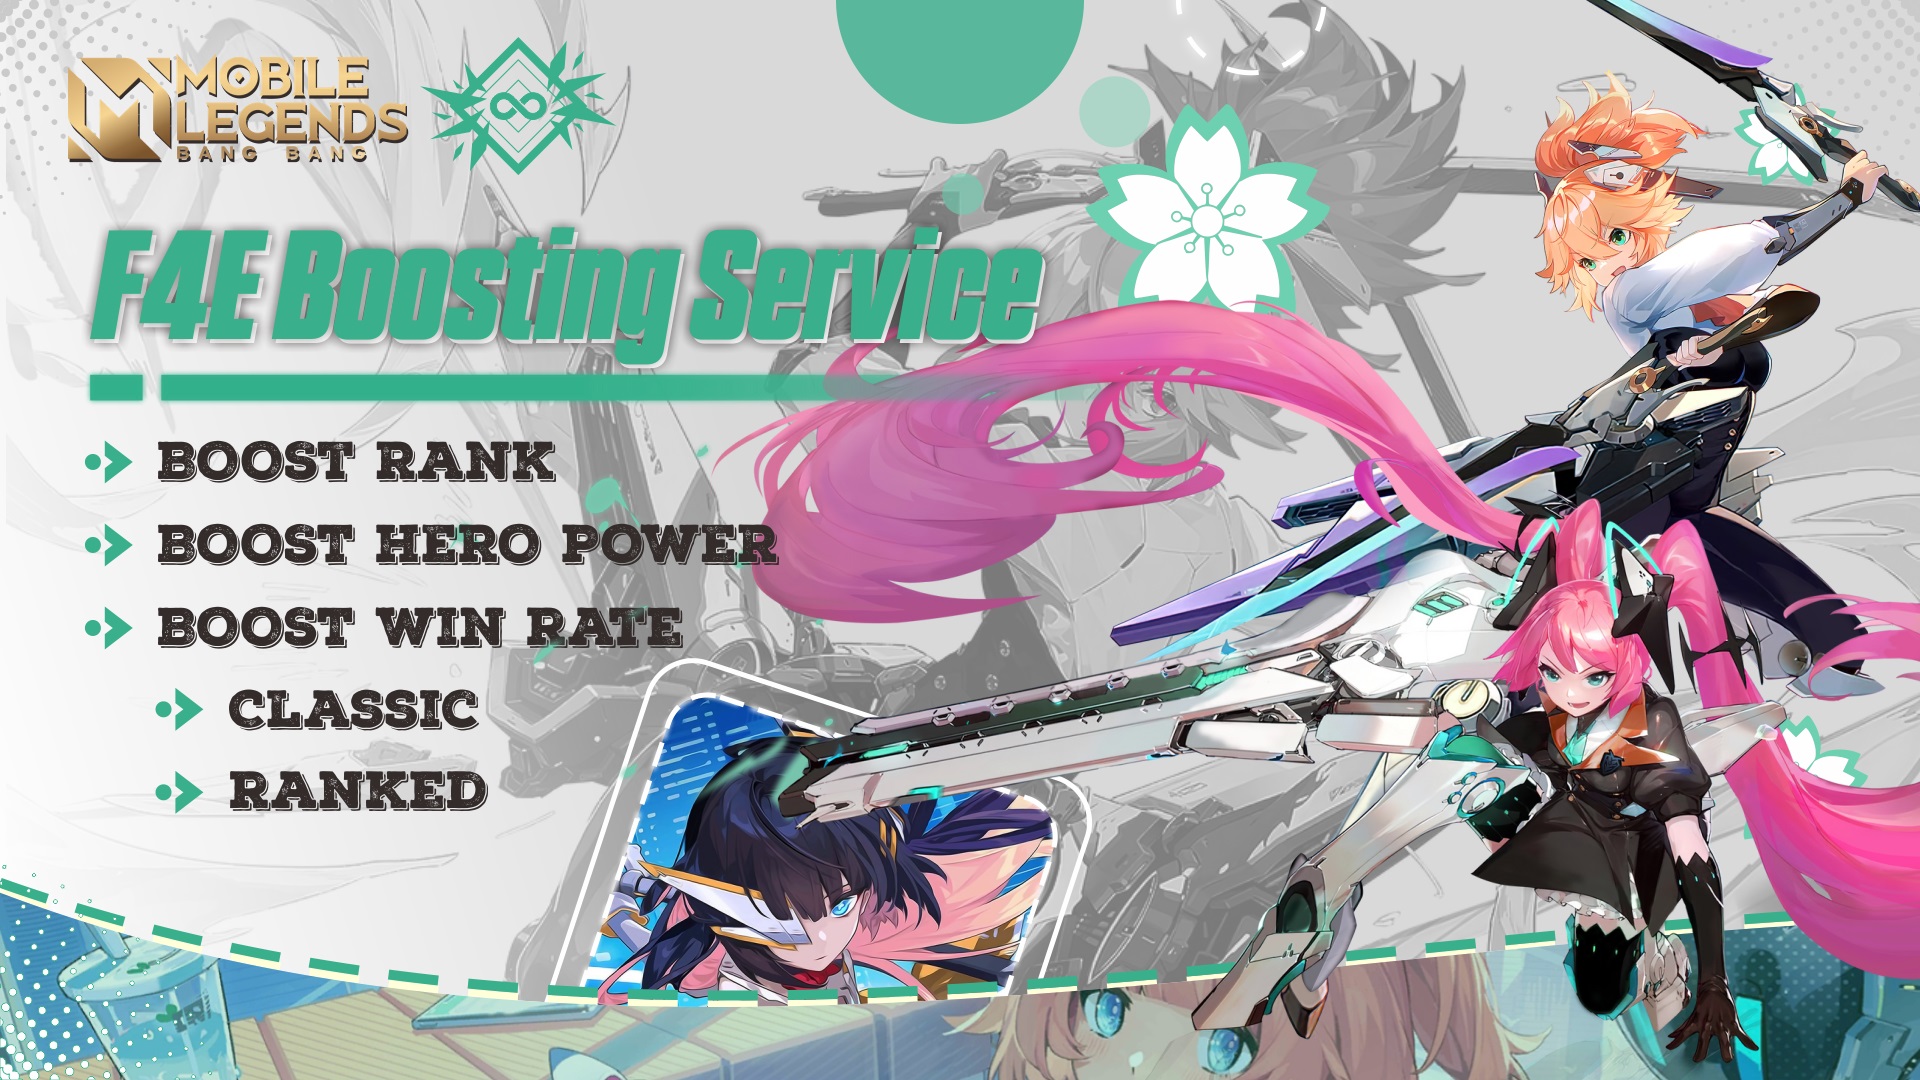 MOBILE
LEGENDS
BANG BANG
F4E Boosting Service
BOOST RANK
BOOST HERO POWER
BOOST WIN RATE
CLASSIC
RANKED